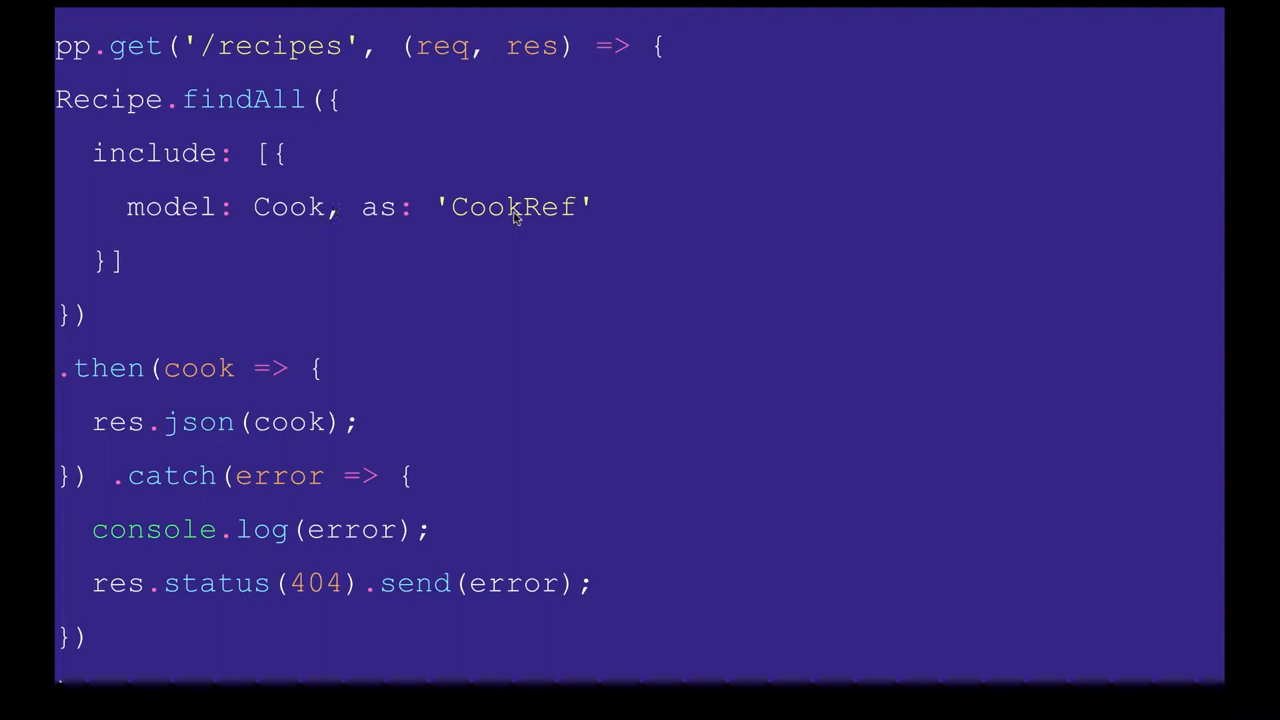 pp.get('/recipes', (req, res) => {
Recipe.findAll({
include: [{
model: Cook, as: 'CookRef'
}]
})
.then(cook => {
res.json(cook);
}) .catch(error => {
console.log(error);
res.status(404).send(error);
})